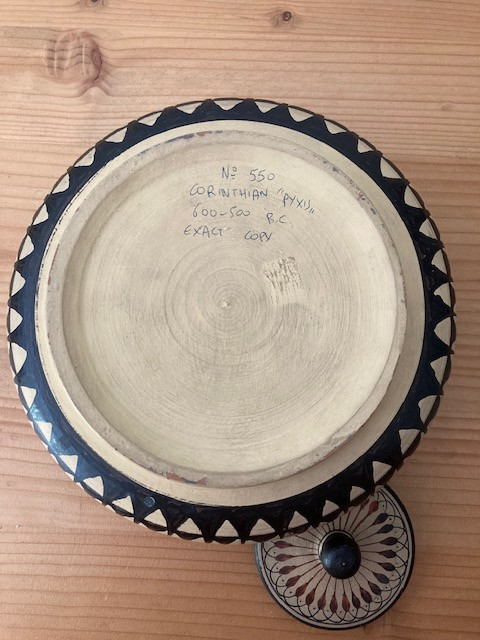 Nº 550
CORINTHIAN "PYXIS"
600-500 B.C.
EXACT COPY